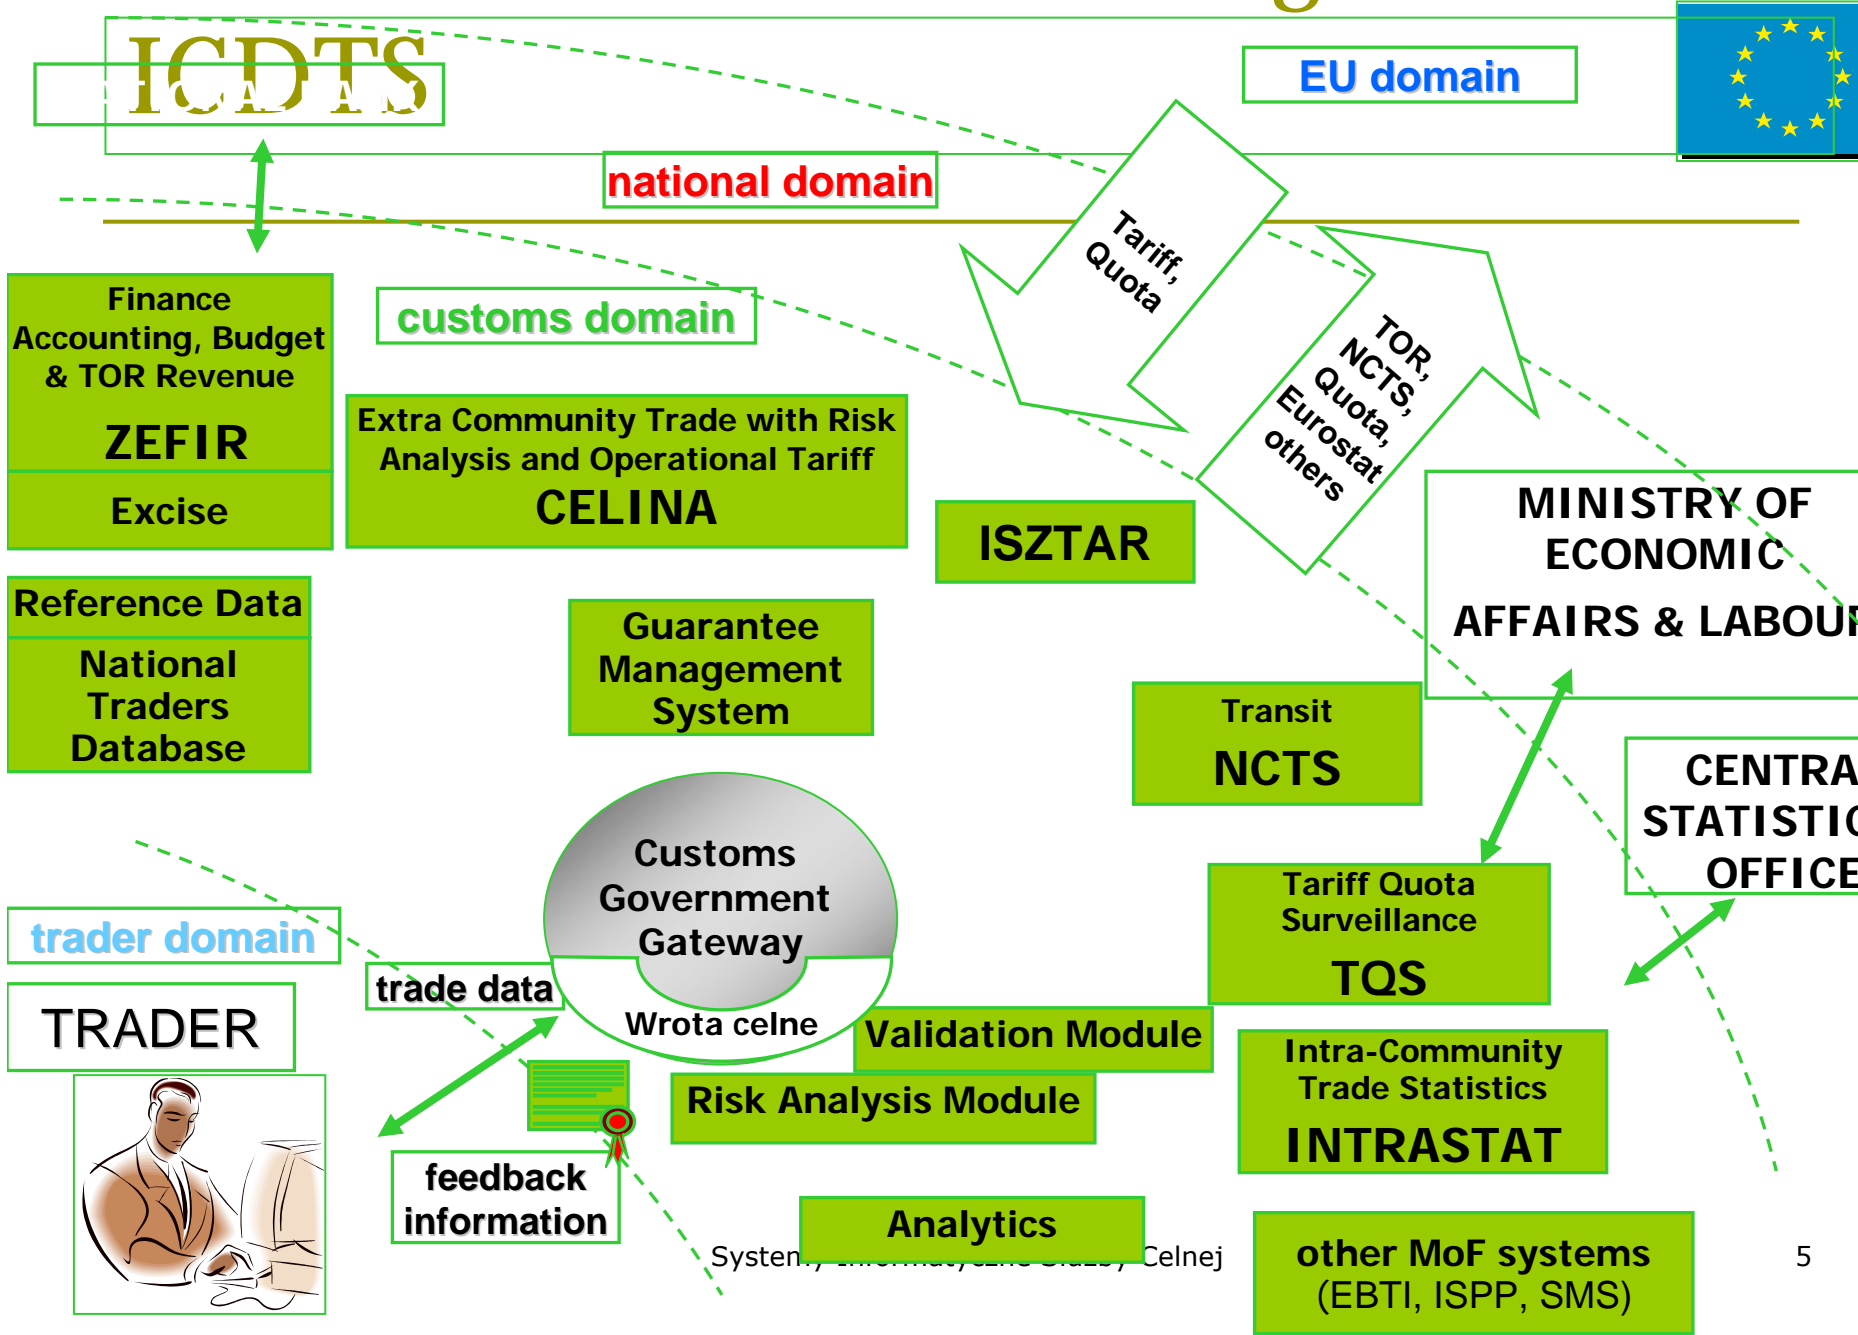 ICDTS
EU domain
national domain
Tariff,
Quota
TOR,
NCTS,
Quota,
Eurostat
others
customs domain
Finance
Accounting, Budget
& TOR Revenue
ZEFIR
Excise
Extra Community Trade with Risk
Analysis and Operational Tariff
CELINA
ISZTAR
MINISTRY OF
ECONOMIC
AFFAIRS & LABOUR
Reference Data
National
Traders
Database
Guarantee
Management
System
Transit
NCTS
CENTRA
STATISTIC
OFFICE
Customs
Government
Gateway
Wrota celne
Tariff Quota
Surveillance
TQS
trader domain
trade data
TRADER
Validation Module
Risk Analysis Module
Intra-Community
Trade Statistics
INTRASTAT
feedback
information
Analytics
Systemy Informatyczne Służby Celnej
other MoF systems
(EBTI, ISPP, SMS)
5